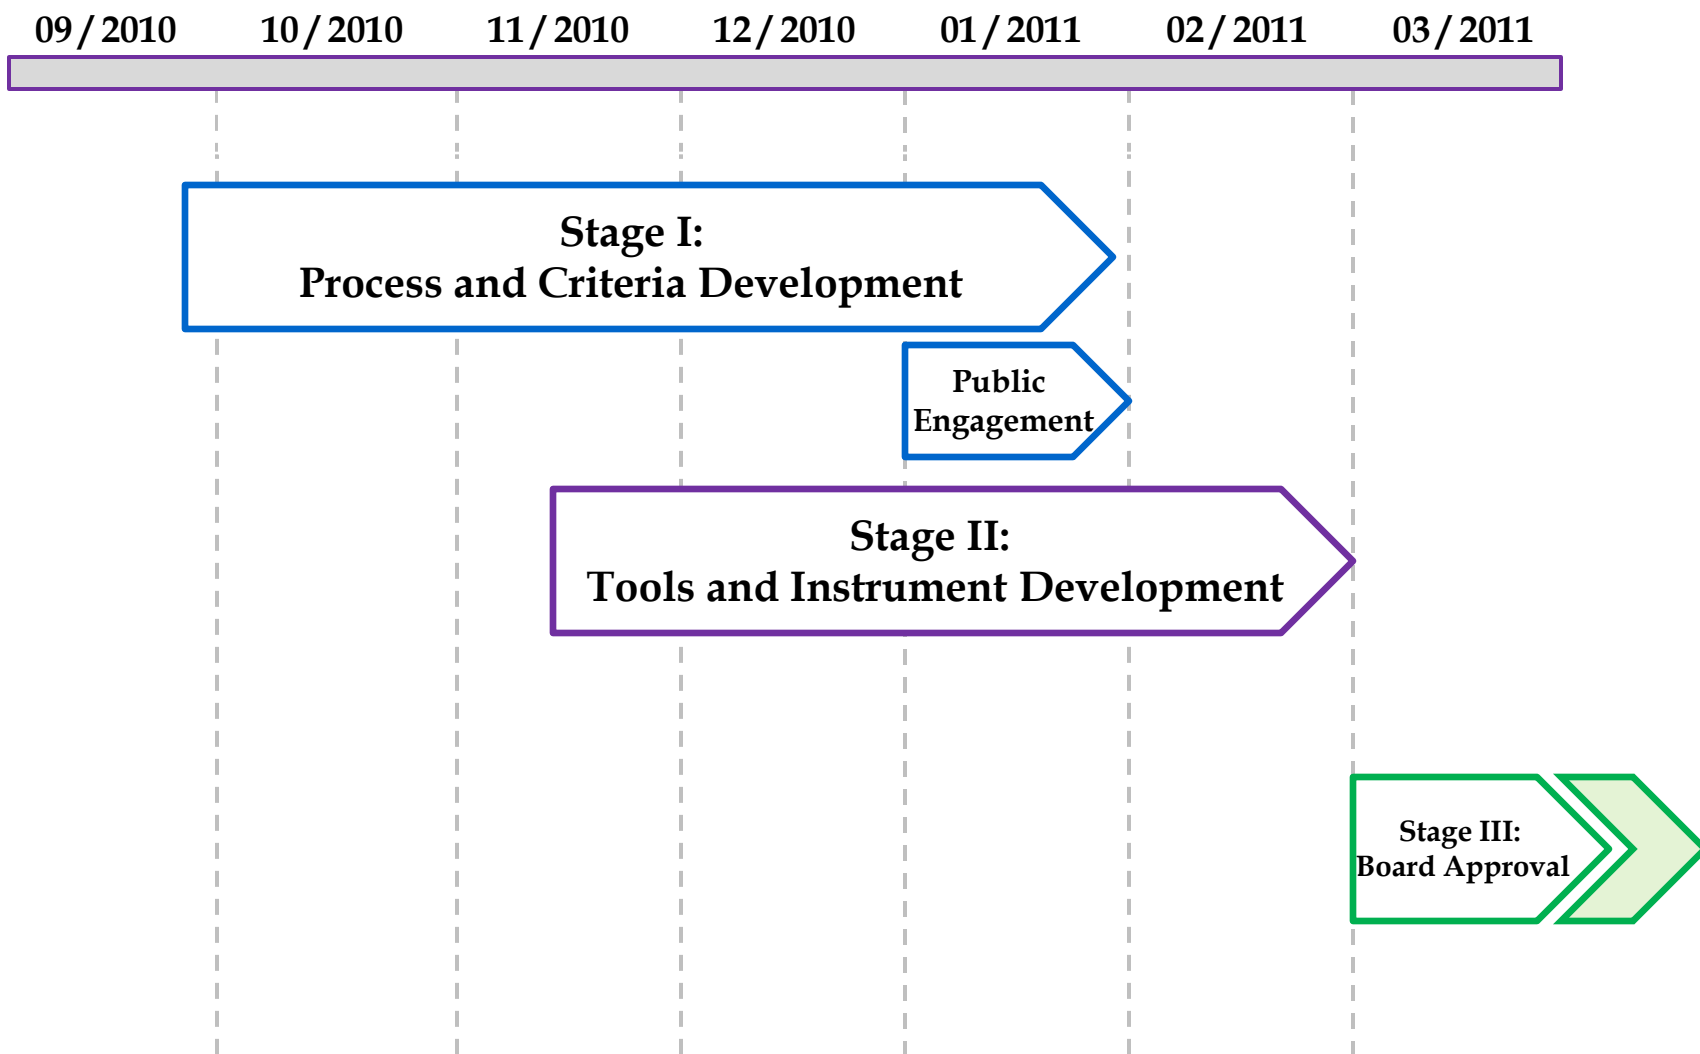 09/2010 10/2010 11/2010 12/2010 01/2011 02/2011 03/2011
Stage I:
Process and Criteria Development
Public
Engagement
Stage II:
Tools and Instrument Development
Stage III:
Board Approval